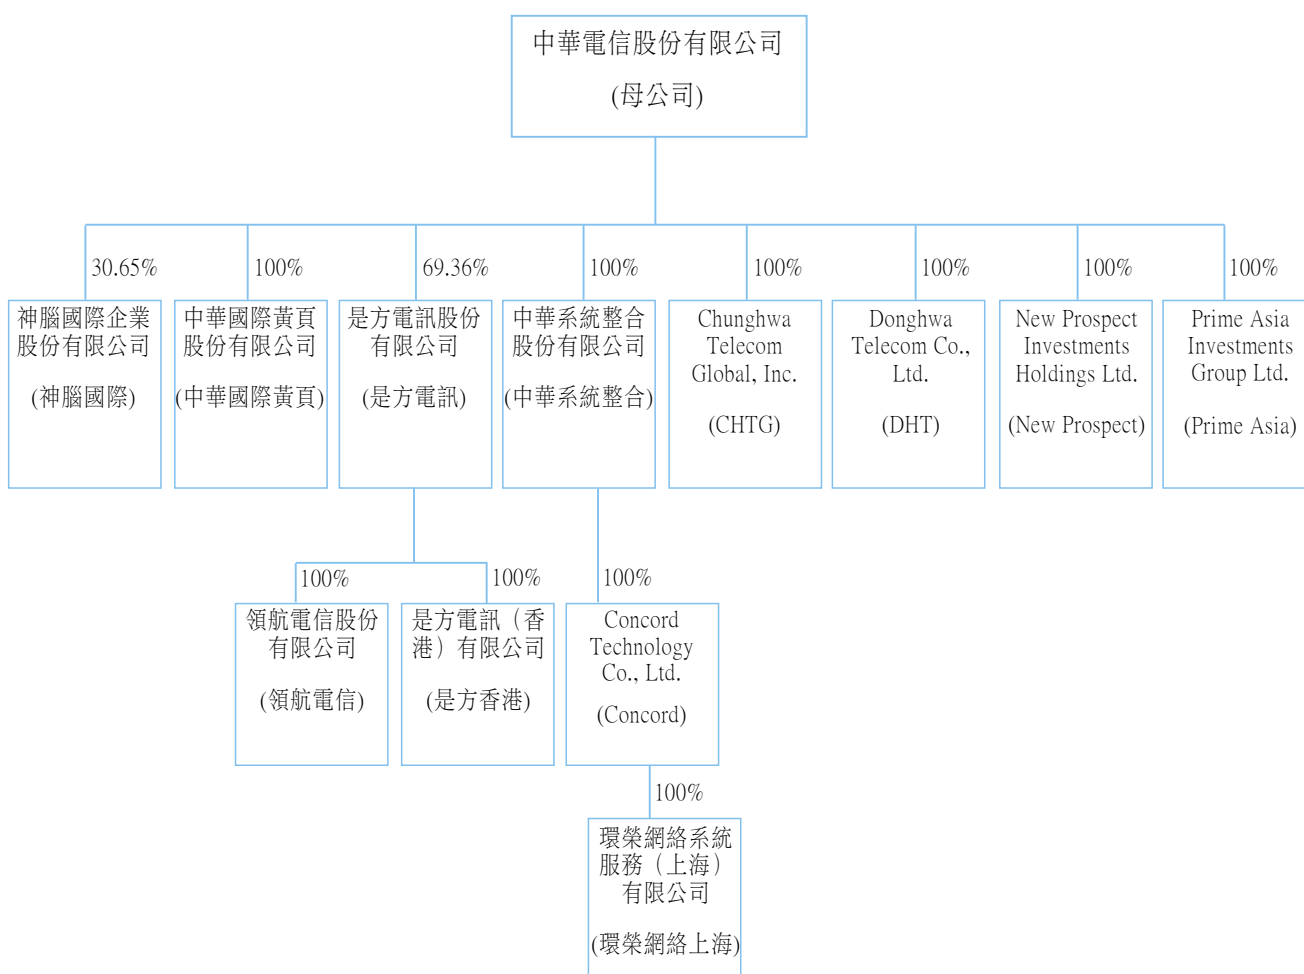 中華電信股份有限公司
(母公司)
30.65%
100%
69.36%
100%
100%
100%
100%
100%
神腦國際企業
股份有限公司
(神腦國際)
中華國際黃頁
股份有限公司
(中華國際黃頁)
是方電訊股份
有限公司
(是方電訊)
中華系統整合
股份有限公司
(中華系統整合)
Chunghwa
Telecom
Global, Inc.
(CHTG)
Donghwa
Telecom Co.,
Ltd.
(DHT)
New Prospect
Investments
Holdings Ltd.
(New Prospect)
Prime Asia
Investments
Group Ltd.
(Prime Asia)
100%
100%
100%
領航電信股份
有限公司
(領航電信)
是方電訊（香
港）有限公司
(是方香港)
Concord
Technology
Co., Ltd.
(Concord)
100%
環榮網絡系統
服務（上海）
有限公司
(環榮網絡上海)